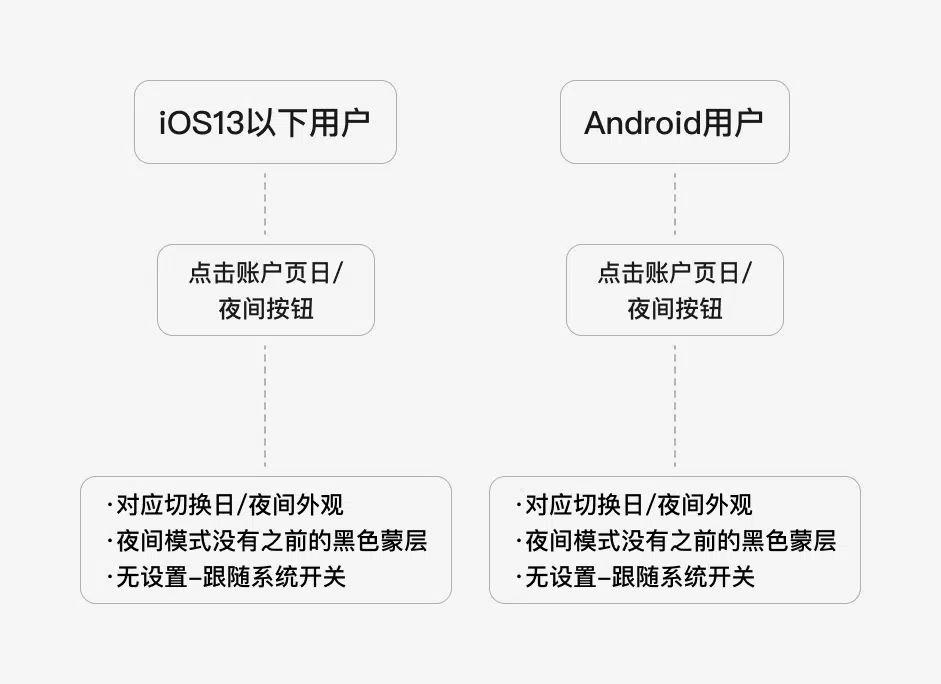 iOS13以下用户
点击账户页日/
夜间按钮
·对应切换日/夜间外观
·夜间模式没有之前的黑色蒙层
·无设置–跟随系统开关
Android用户
点击账户页日/
夜间按钮
·对应切换日/夜间外观
·夜间模式没有之前的黑色蒙层
·无设置–跟随系统开关